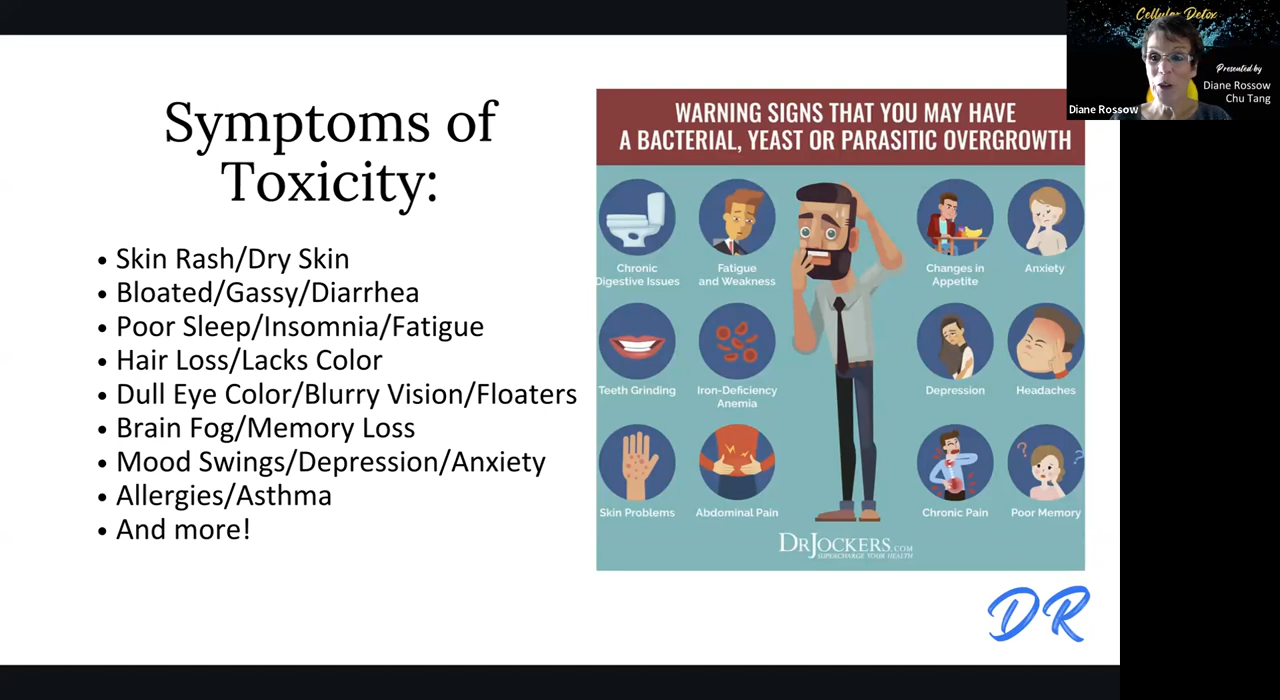 Symptoms of
Toxicity:
• Skin Rash/Dry Skin
• Bloated/Gassy/Diarrhea
• Poor Sleep/Insomnia/Fatigue
• Hair Loss/Lacks Color
• Dull Eye Color/Blurry Vision/Floaters
• Brain Fog/Memory Loss
• Mood Swings/Depression/Anxiety
• Allergies/Asthma
• And more!
WARNING SIGNS THAT YOU MAY HAVE
A BACTERIAL, YEAST OR PARASITIC OVERGROWTH
Chronic
Digestive Issues
Fatigue
and Weakness
Changes in
Appetite
Anxiety
Teeth Grinding
Iron-Deficiency
Anemia
Depression
Headaches
Skin Problems
Abdominal Pain
Chronic Pain
Poor Memory
DRJOCKERS.COM
SUPERCHARGE YOUR HEALTH
DR
Cellular Detox
Presented by
Diane Rossow
Chu Tang
Diane Rossow